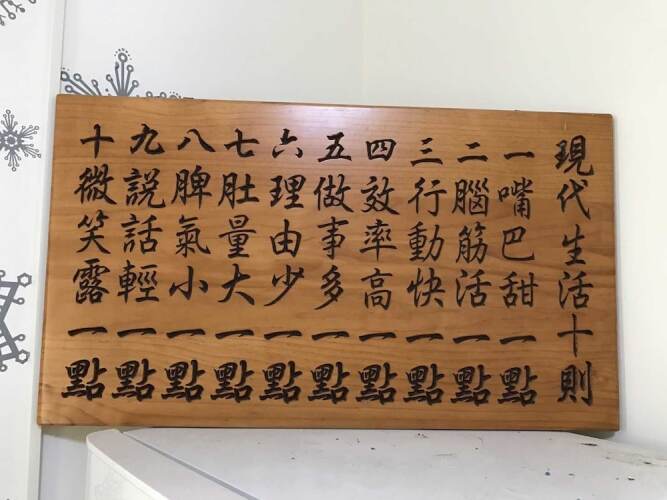 現代生活十則
一嘴巴甜一點
二腦筋活一點
三行動快一點
四效率高一點
五做事多一點
六理由少一點
七肚量大一點
八脾氣小一點
九說話輕一點
十微笑露一點